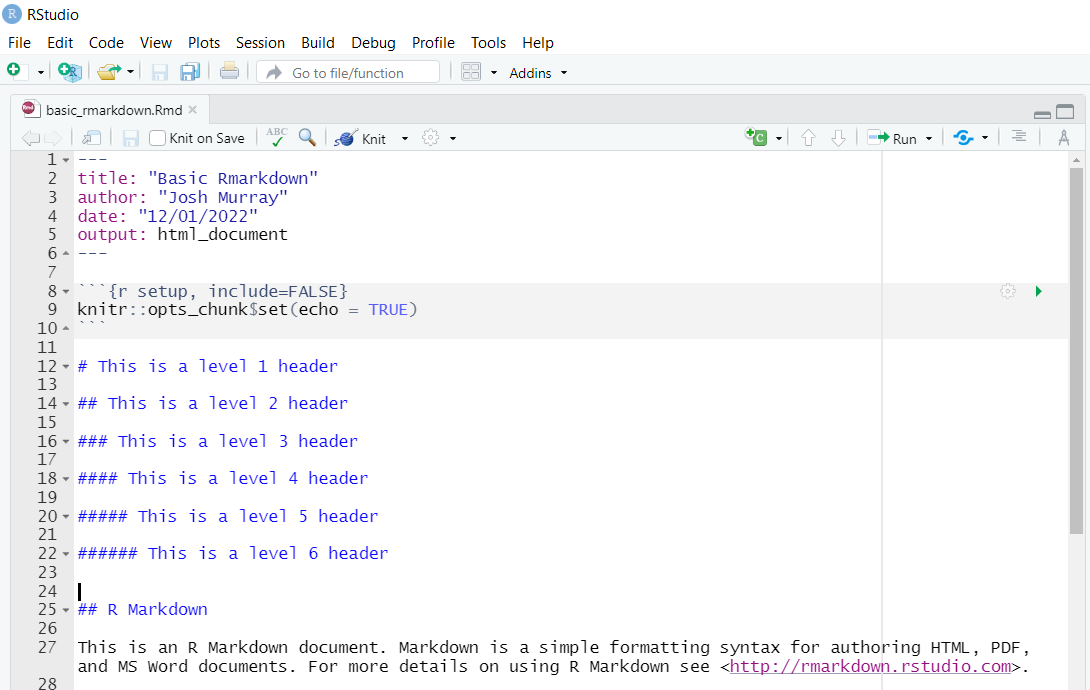 RStudio
File Edit Code View Plots Session Build Debug Profile Tools Help
Go to file/function Addins
basic_rmarkdown.Rmd
Knit on Save ABC Knit Run
1 ---
2 title: "Basic Rmarkdown"
3 author: "Josh Murray"
4 date: "12/01/2022"
5 output: html_document
6 ---
7
8 ```{r setup, include=FALSE}
9 knitr::opts_chunk$set(echo = TRUE)
10 ```
11
12 # This is a level 1 header
13
14 ## This is a level 2 header
15
16 ### This is a level 3 header
17
18 #### This is a level 4 header
19
20 ##### This is a level 5 header
21
22 ###### This is a level 6 header
23
24
25 ## R Markdown
26
27 This is an R Markdown document. Markdown is a simple formatting syntax for authoring HTML, PDF,
and MS Word documents. For more details on using R Markdown see <http://rmarkdown.rstudio.com>.
28